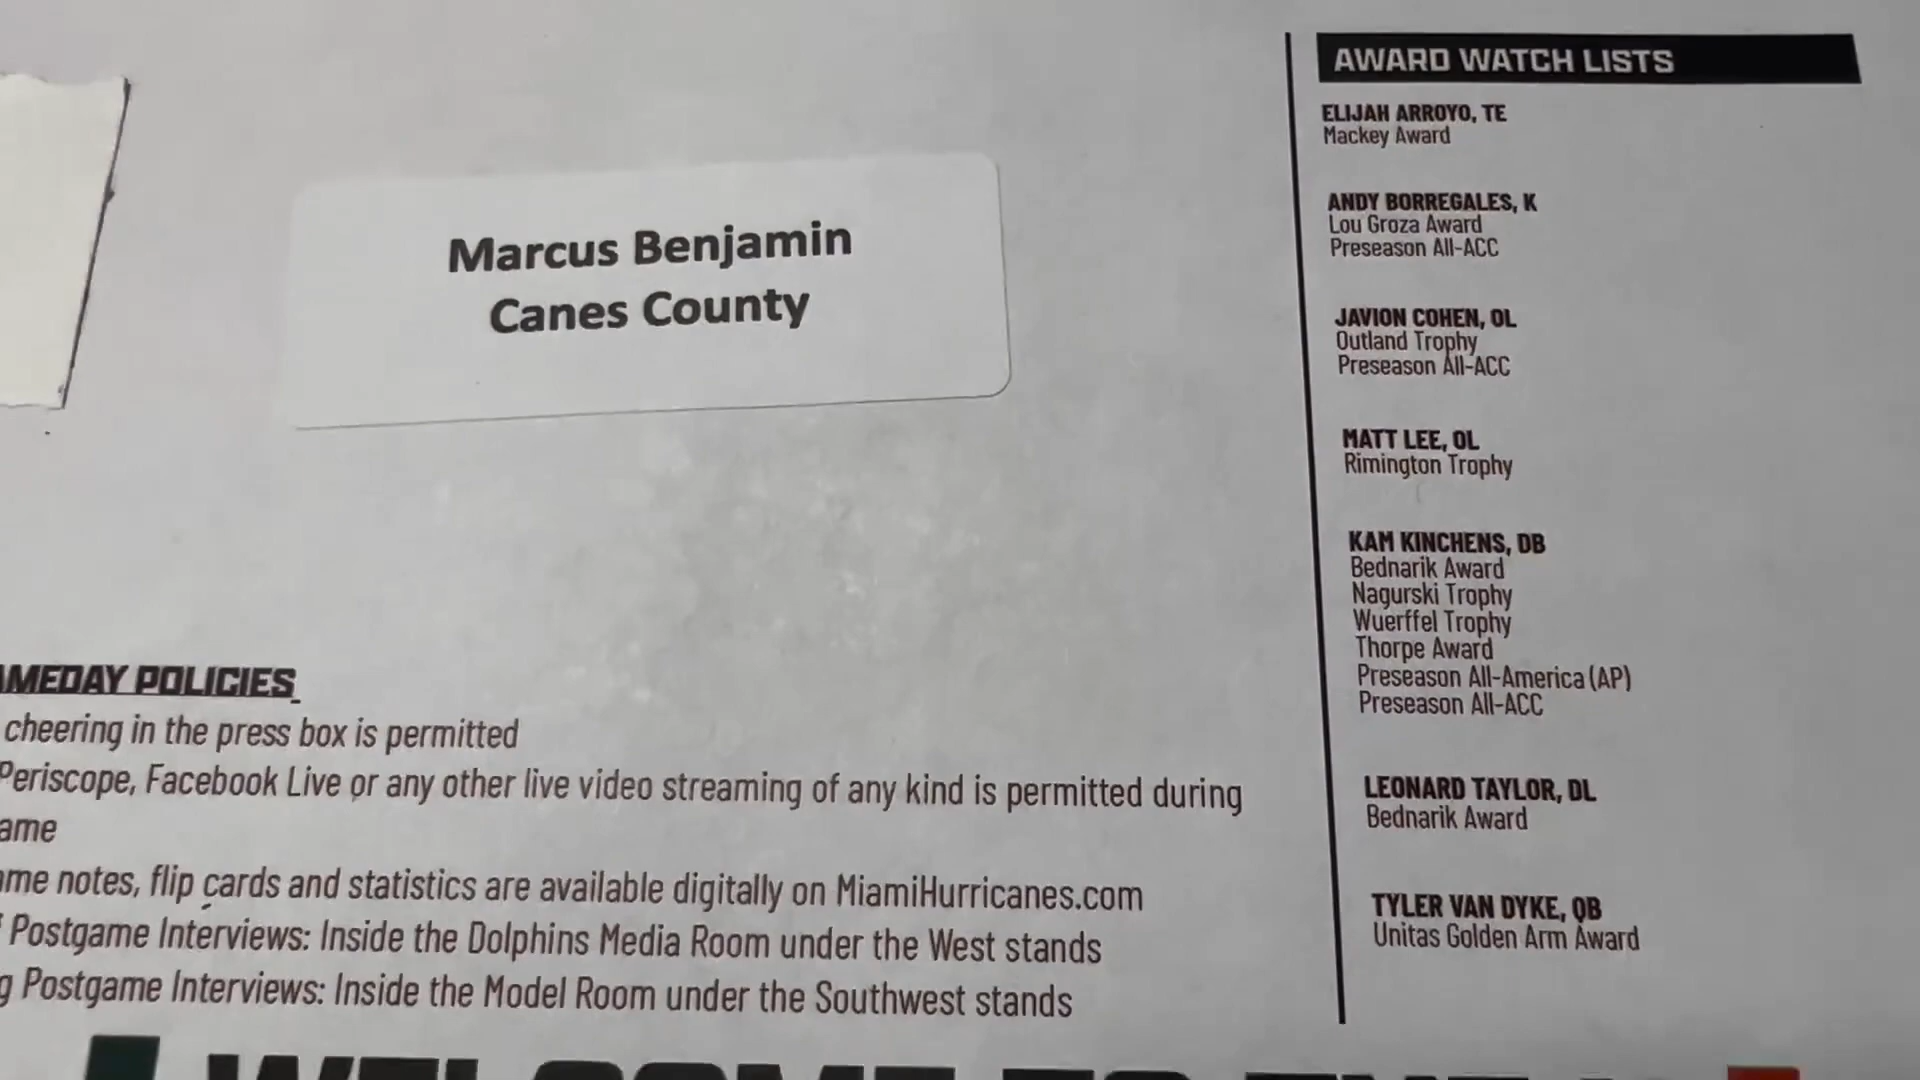 Marcus Benjamin
Canes County
AMEDAY POLICIES
cheering in the press box is permitted
Periscope, Facebook Live or any other live video streaming of any kind is permitted during
ame
ame notes, flip cards and statistics are available digitally on MiamiHurricanes.com
Postgame Interviews: Inside the Dolphins Media Room under the West stands
g Postgame Interviews: Inside the Model Room under the Southwest stands
AWARD WATCH LISTS
ELIJAH ARROYO, TE
Mackey Award
ANDY BORREGALES, K
Lou Groza Award
Preseason All-ACC
JAVION COHEN, OL
Outland Trophy
Preseason All-ACC
MATT LEE, OL
Rimington Trophy
KAM KINCHENS, DB
Bednarik Award
Nagurski Trophy
Wuerffel Trophy
Thorpe Award
Preseason All-America (AP)
Preseason All-ACC
LEONARD TAYLOR, DL
Bednarik Award
TYLER VAN DYKE, QB
Unitas Golden Arm Award
WELCOME TO THE